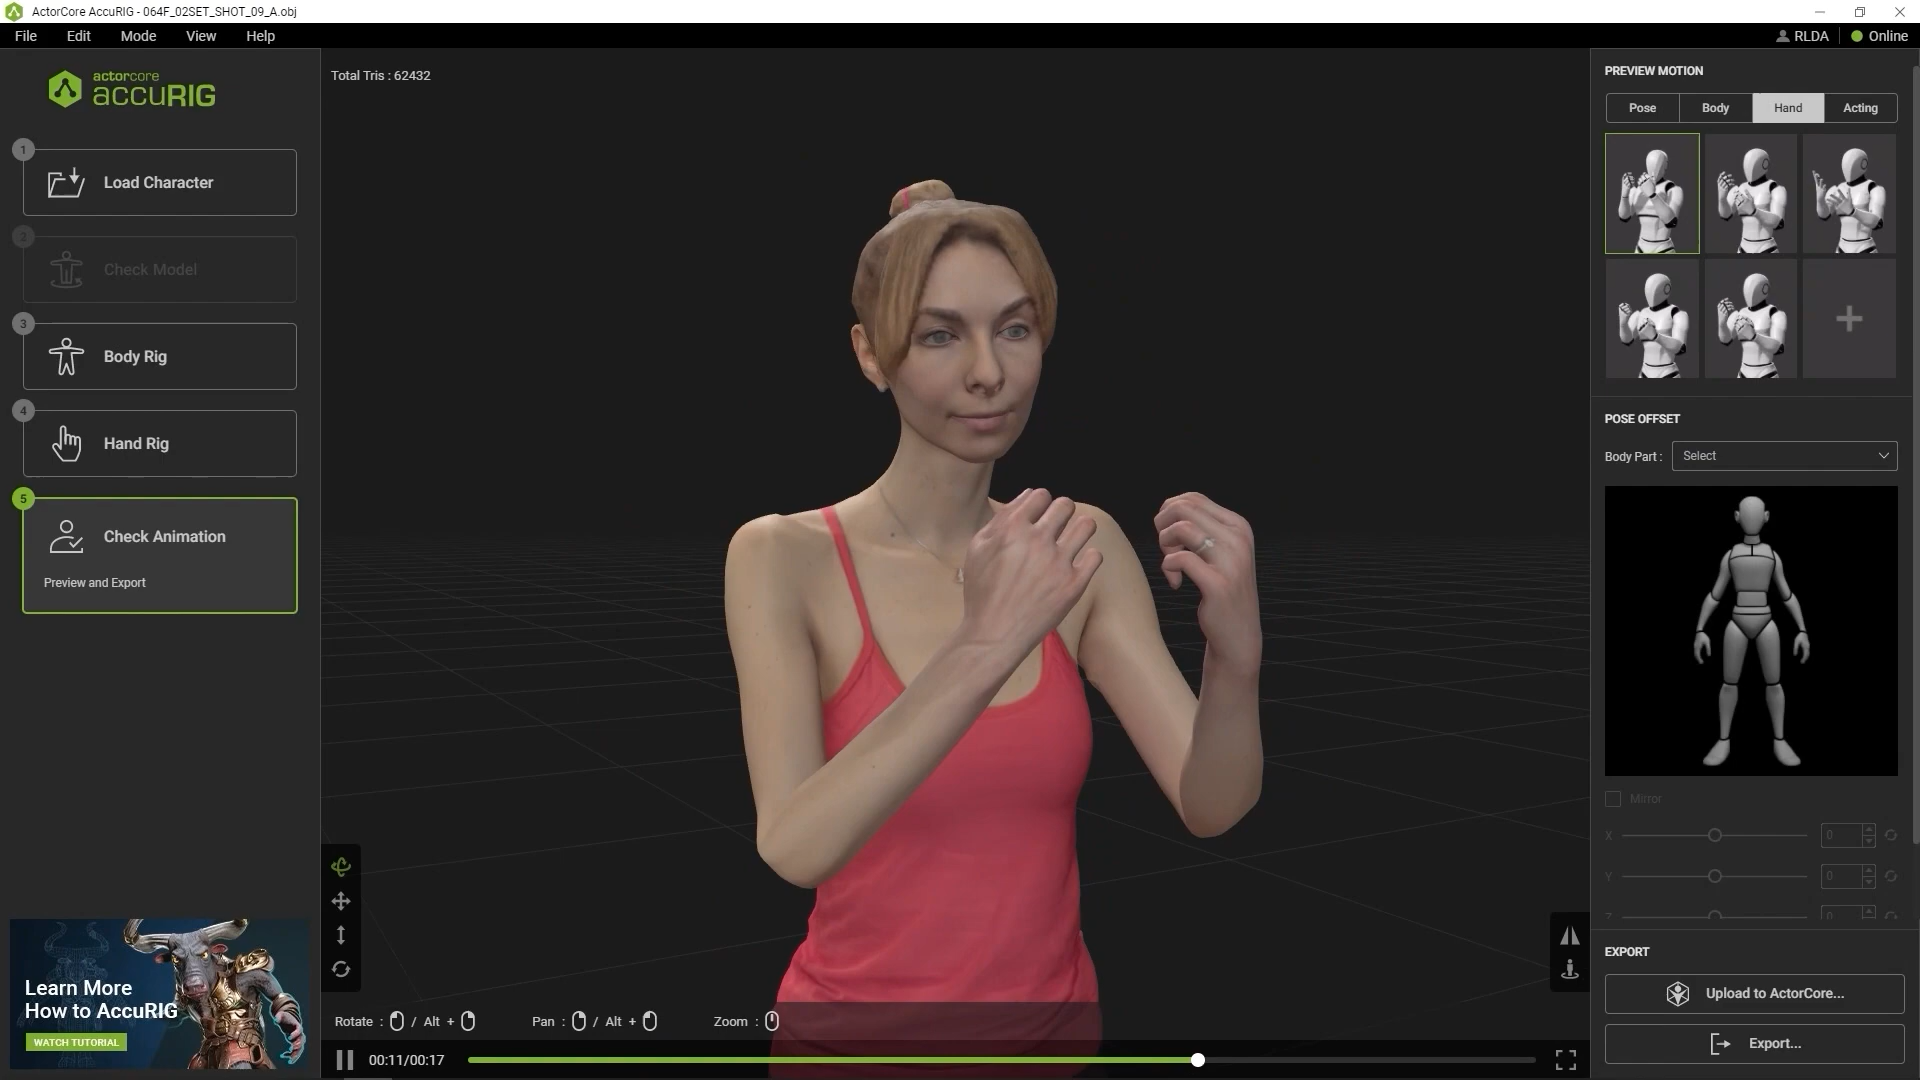 ActorCore AccuRIG - 064F_02SET_SHOT_09_A.obj
File Edit Mode View Help
RLDA Online
actorcore
accuRIG
1
Load Character
2
Check Model
3
Body Rig
4
Hand Rig
5
Check Animation
Preview and Export
Learn More
How to AccuRIG
WATCH TUTORIAL
Total Tris : 62432
Rotate : / Alt + Pan : / Alt + Zoom :
00:11/00:17
PREVIEW MOTION
Pose Body Hand Acting
POSE OFFSET
Body Part : Select
Mirror
X 0
Y 0
Z 0
EXPORT
Upload to ActorCore...
Export...